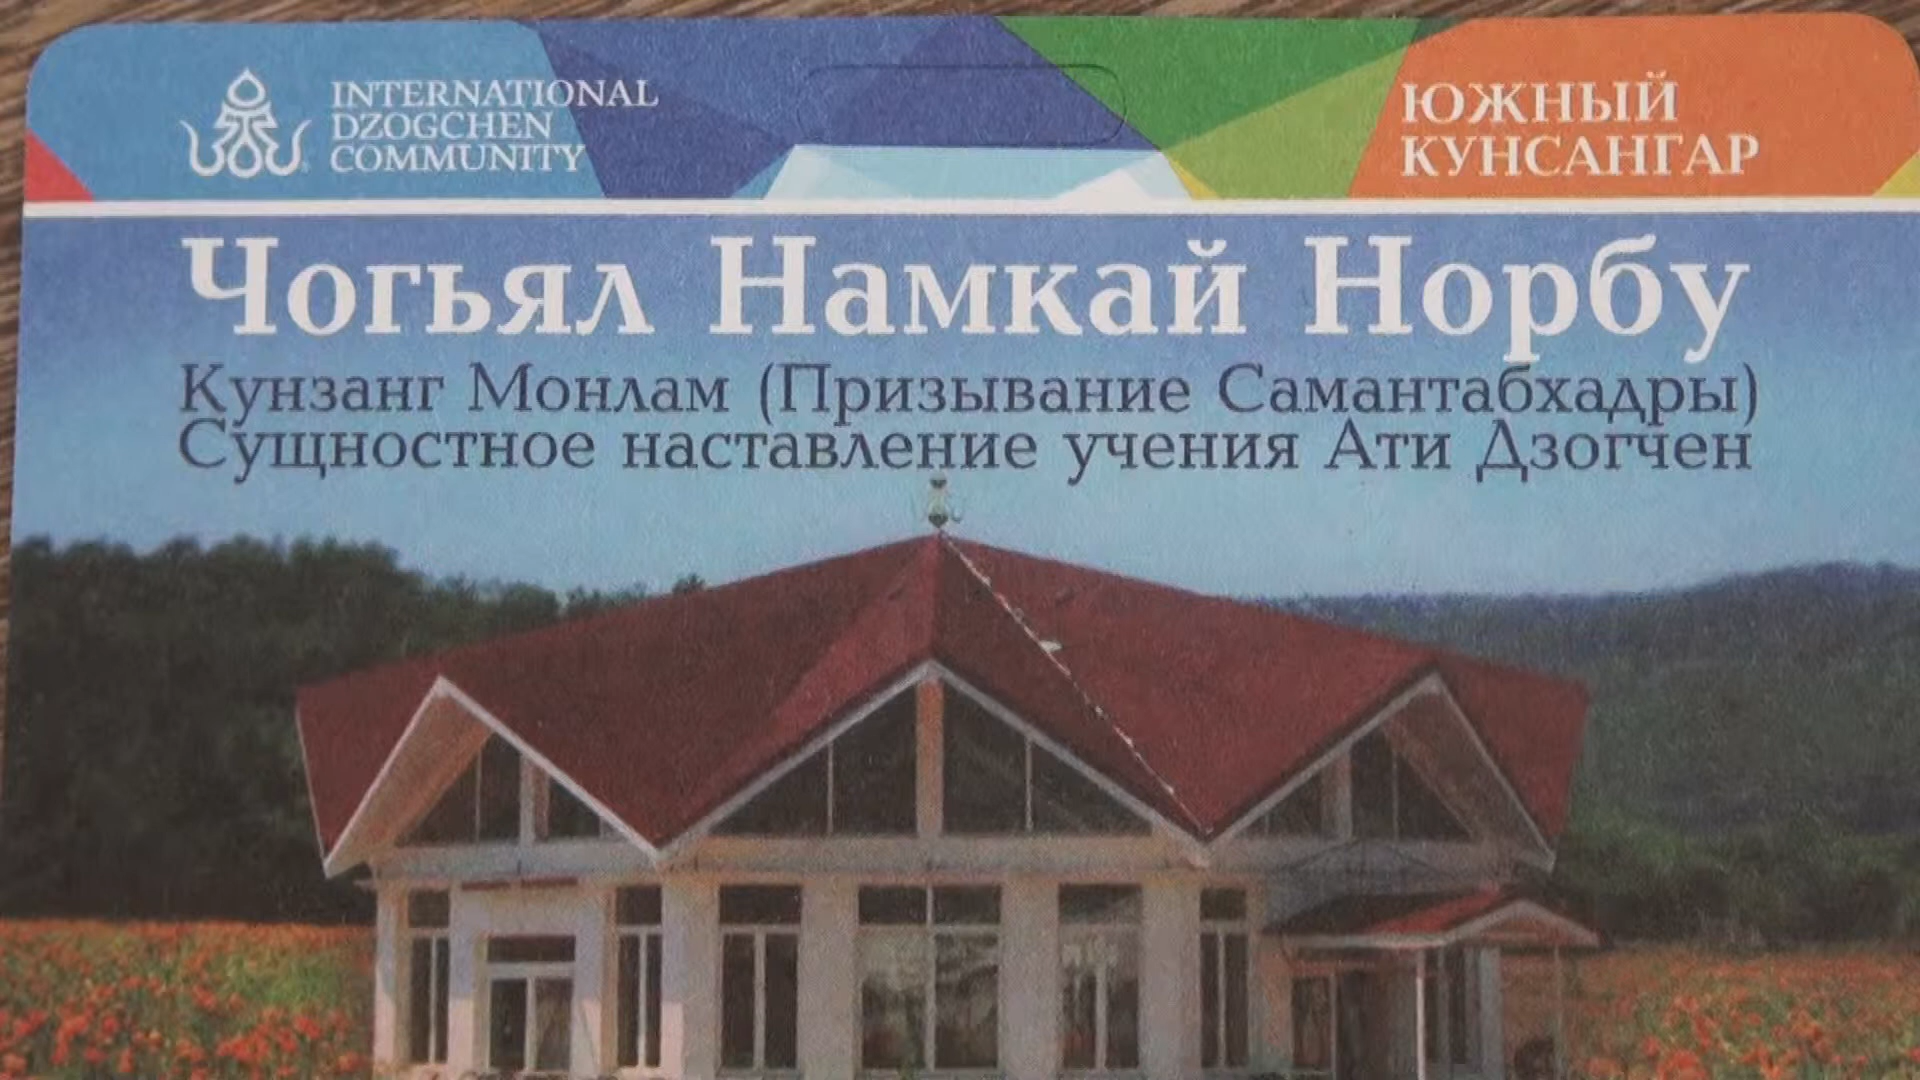 INTERNATIONAL
DZOGCHEN
COMMUNITY
ЮЖНЫЙ
КУНСАНГАР
Чогьял Намкай Норбу
Кунзанг Монлам (Призывание Самантабхадры)
Сущностное наставление учения Ати Дзогчен